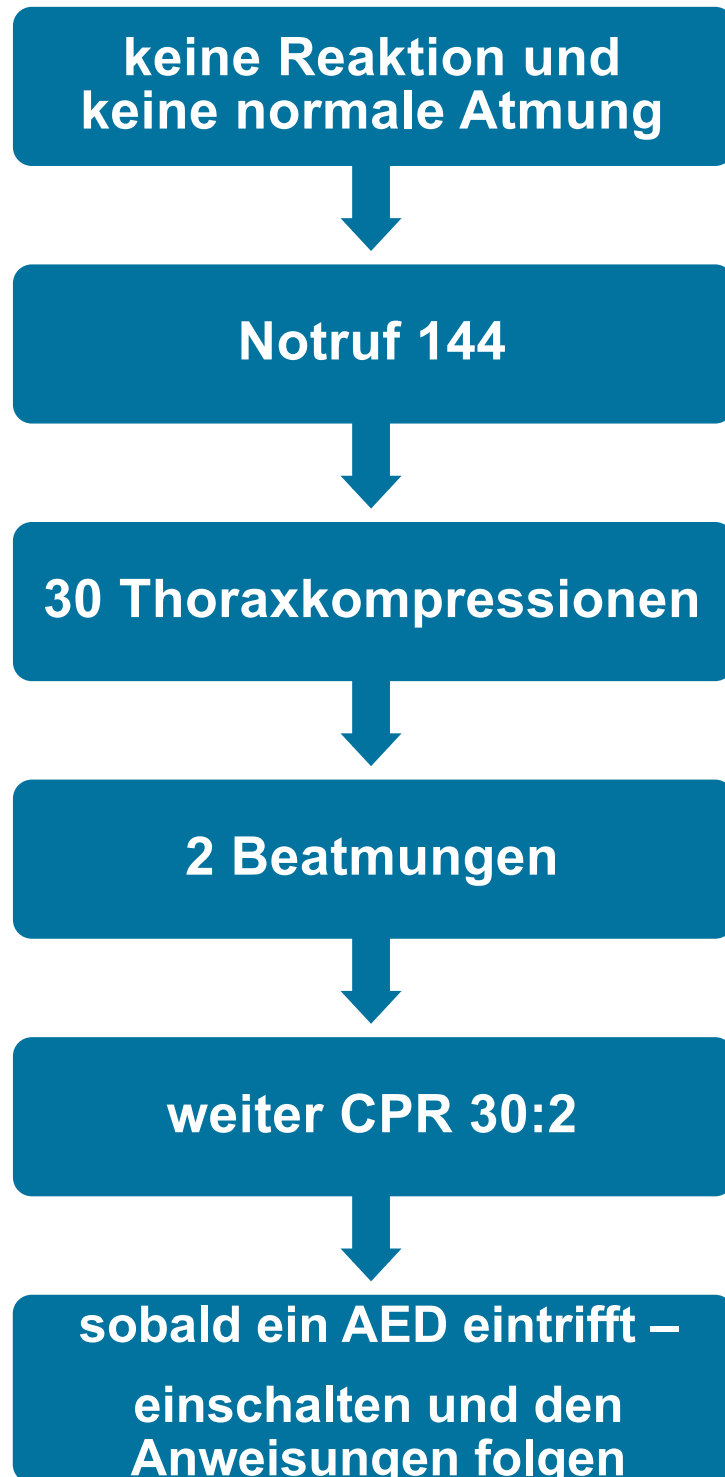 keine Reaktion und
keine normale Atmung
Notruf 144
30 Thoraxkompressionen
2 Beatmungen
weiter CPR 30:2
sobald ein AED eintrifft –
einschalten und den
Anweisungen folgen